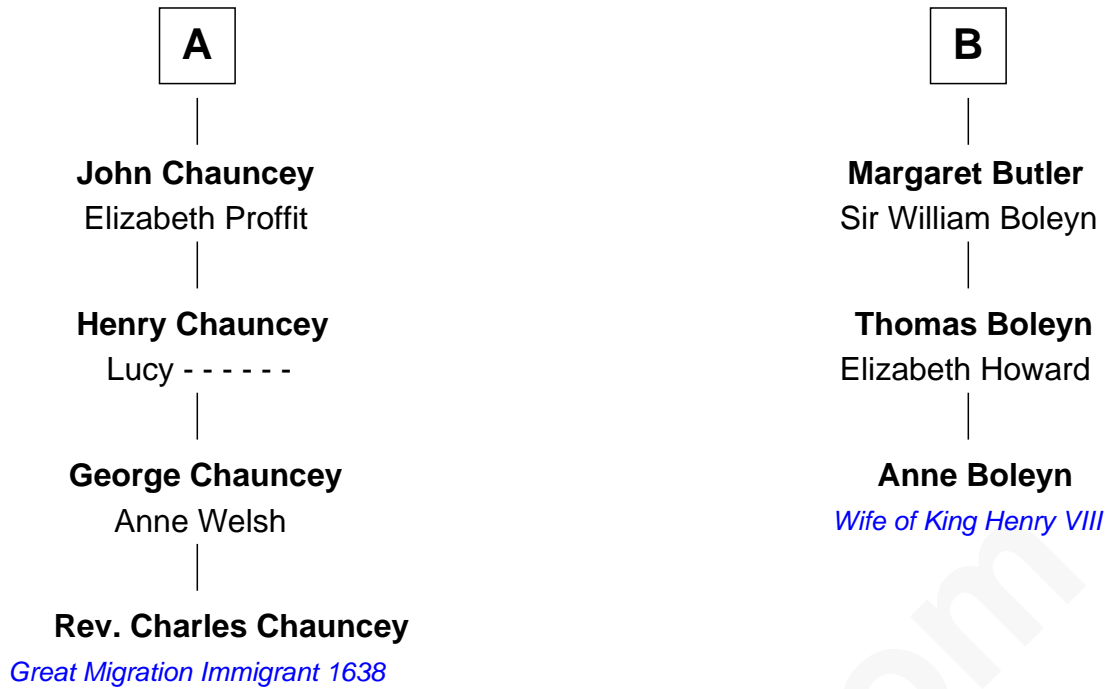 A
John Chauncey
Elizabeth Proffit
Henry Chauncey
Lucy - - - - - -
George Chauncey
Anne Welsh
Rev. Charles Chauncey
Great Migration Immigrant 1638
B
Margaret Butler
Sir William Boleyn
Thomas Boleyn
Elizabeth Howard
Anne Boleyn
Wife of King Henry VIII